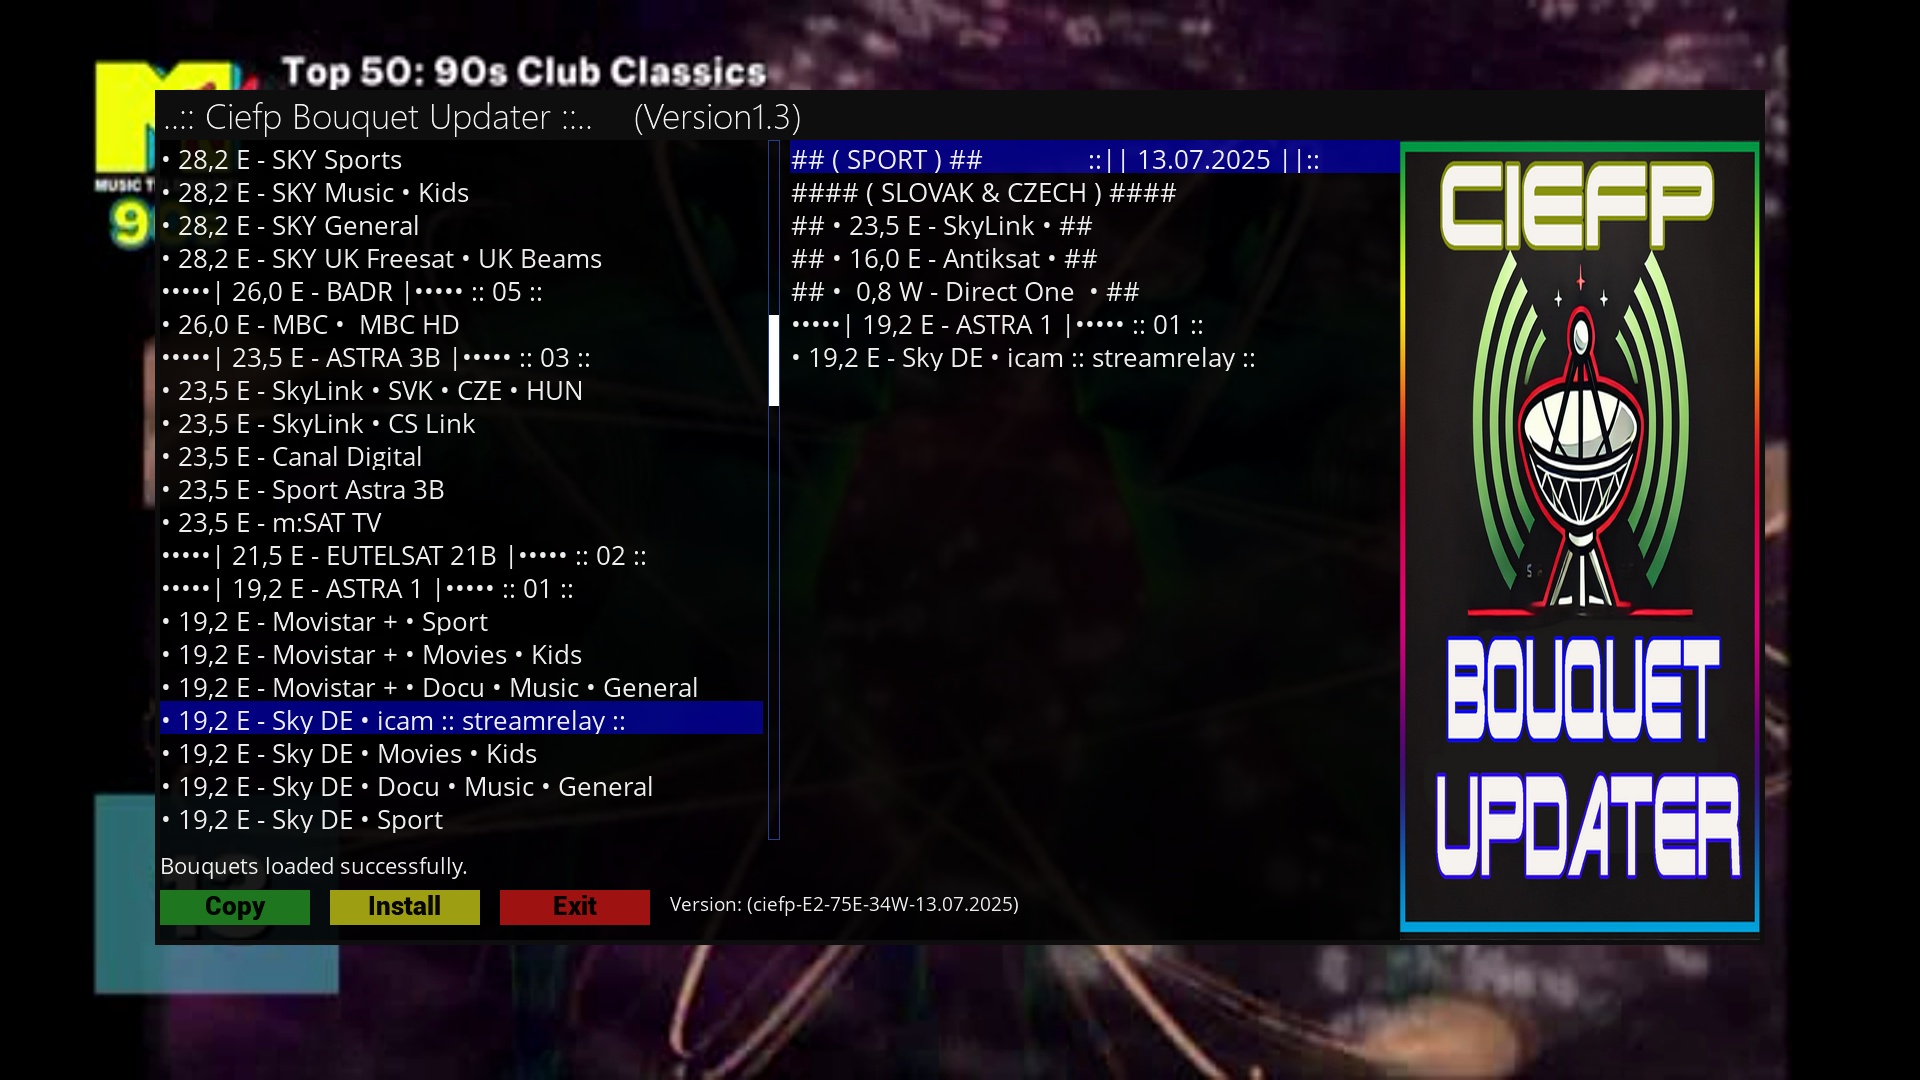 Top 50: 90s Club Classics
MUSIC T
9
..:: Ciefp Bouquet Updater ::.. (Version1.3)
• 28,2 E - SKY Sports
• 28,2 E - SKY Music • Kids
• 28,2 E - SKY General
• 28,2 E - SKY UK Freesat • UK Beams
•••••| 26,0 E - BADR |••••• :: 05 ::
• 26,0 E - MBC • MBC HD
•••••| 23,5 E - ASTRA 3B |••••• :: 03 ::
• 23,5 E - SkyLink • SVK • CZE • HUN
• 23,5 E - SkyLink • CS Link
• 23,5 E - Canal Digital
• 23,5 E - Sport Astra 3B
• 23,5 E - m:SAT TV
•••••| 21,5 E - EUTELSAT 21B |••••• :: 02 ::
•••••| 19,2 E - ASTRA 1 |••••• :: 01 ::
• 19,2 E - Movistar + • Sport
• 19,2 E - Movistar + • Movies • Kids
• 19,2 E - Movistar + • Docu • Music • General
• 19,2 E - Sky DE • icam :: streamrelay ::
• 19,2 E - Sky DE • Movies • Kids
• 19,2 E - Sky DE • Docu • Music • General
• 19,2 E - Sky DE • Sport
## ( SPORT ) ## ::|| 13.07.2025 ||::
#### ( SLOVAK & CZECH ) ####
## • 23,5 E - SkyLink • ##
## • 16,0 E - Antiksat • ##
## • 0,8 W - Direct One • ##
•••••| 19,2 E - ASTRA 1 |••••• :: 01 ::
• 19,2 E - Sky DE • icam :: streamrelay ::
CIEFP
BOUQUET
UPDATER
Bouquets loaded successfully.
Copy
Install
Exit
Version: (ciefp-E2-75E-34W-13.07.2025)